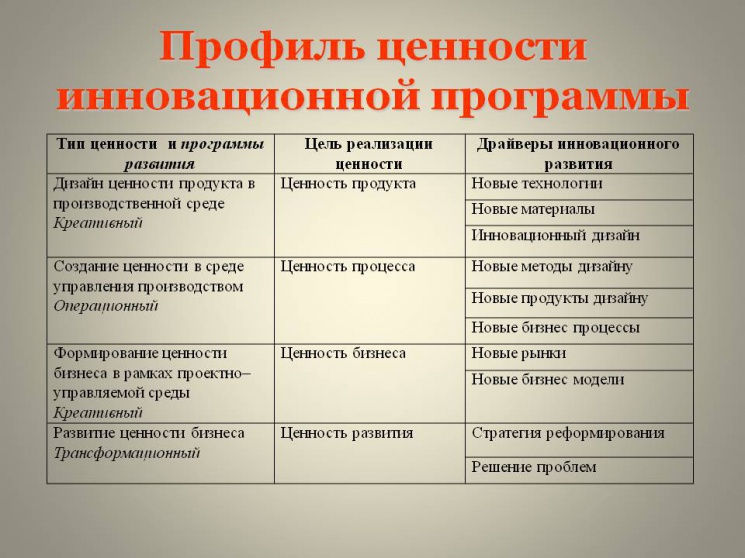 Профиль ценности
инновационной программы
Тип ценности и программы
развития
Цель реализации
ценности
Драйверы инновационного
развития
Дизайн ценности продукта в
производственной среде
Креативный
Ценность продукта
Новые технологии
Новые материалы
Инновационный дизайн
Создание ценности в среде
управления производством
Операционный
Ценность процесса
Новые методы дизайну
Новые продукты дизайну
Новые бизнес процессы
Формирование ценности
бизнеса в рамках проектно–
управляемой среды
Креативный
Ценность бизнеса
Новые рынки
Новые бизнес модели
Развитие ценности бизнеса
Трансформационный
Ценность развития
Стратегия реформирования
Решение проблем